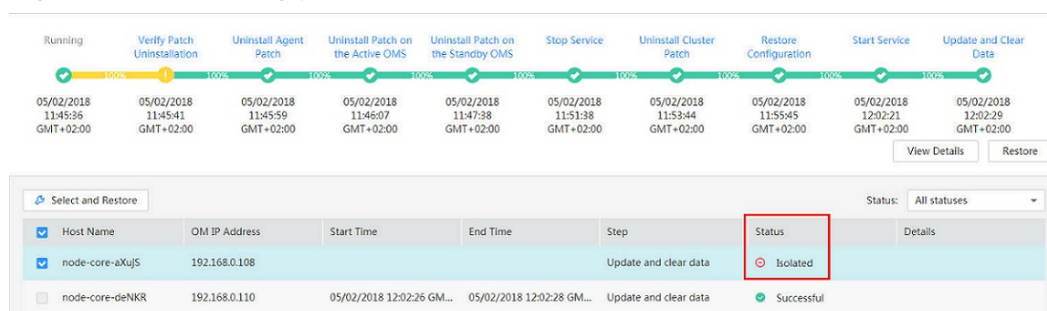 Running Verify Patch Uninstall Agent Uninstall Patch on Uninstall Patch on Stop Service Uninstall Cluster Restore Start Service Update and Clear
Uninstallation Patch the Active OMS the Standby OMS Patch Configuration Data
100% 100% 100% 100% 100% 100% 100% 100% 100%
05/02/2018 05/02/2018 05/02/2018 05/02/2018 05/02/2018 05/02/2018 05/02/2018 05/02/2018 05/02/2018 05/02/2018
11:45:36 11:45:41 11:45:59 11:46:07 11:47:38 11:51:38 11:53:44 11:55:45 12:02:21 12:02:29
GMT+02:00 GMT+02:00 GMT+02:00 GMT+02:00 GMT+02:00 GMT+02:00 GMT+02:00 GMT+02:00 GMT+02:00 GMT+02:00
View Details Restore
Select and Restore Status: All statuses
Host Name OM IP Address Start Time End Time Step Status Details
node-core-aXuJS 192.168.0.108 Update and clear data Isolated
node-core-deNKR 192.168.0.110 05/02/2018 12:02:26 GM... 05/02/2018 12:02:28 GM... Update and clear data Successful